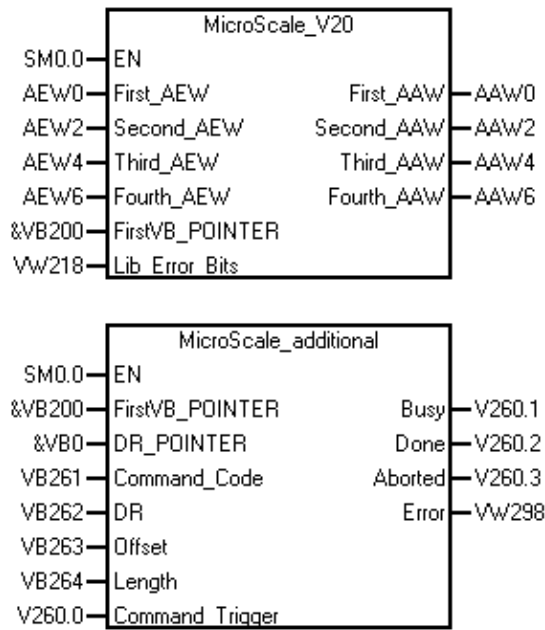 MicroScale_V20
SM0.0 EN
AEW0 First_AEW First_AAW AAW0
AEW2 Second_AEW Second_AAW AAW2
AEW4 Third_AEW Third_AAW AAW4
AEW6 Fourth_AEW Fourth_AAW AAW6
&VB200 FirstVB_POINTER
VW218 Lib_Error_Bits
MicroScale_additional
SM0.0 EN
&VB200 FirstVB_POINTER Busy V260.1
&VB0 DR_POINTER Done V260.2
VB261 Command_Code Aborted V260.3
VB262 DR Error VW298
VB263 Offset
VB264 Length
V260.0 Command_Trigger